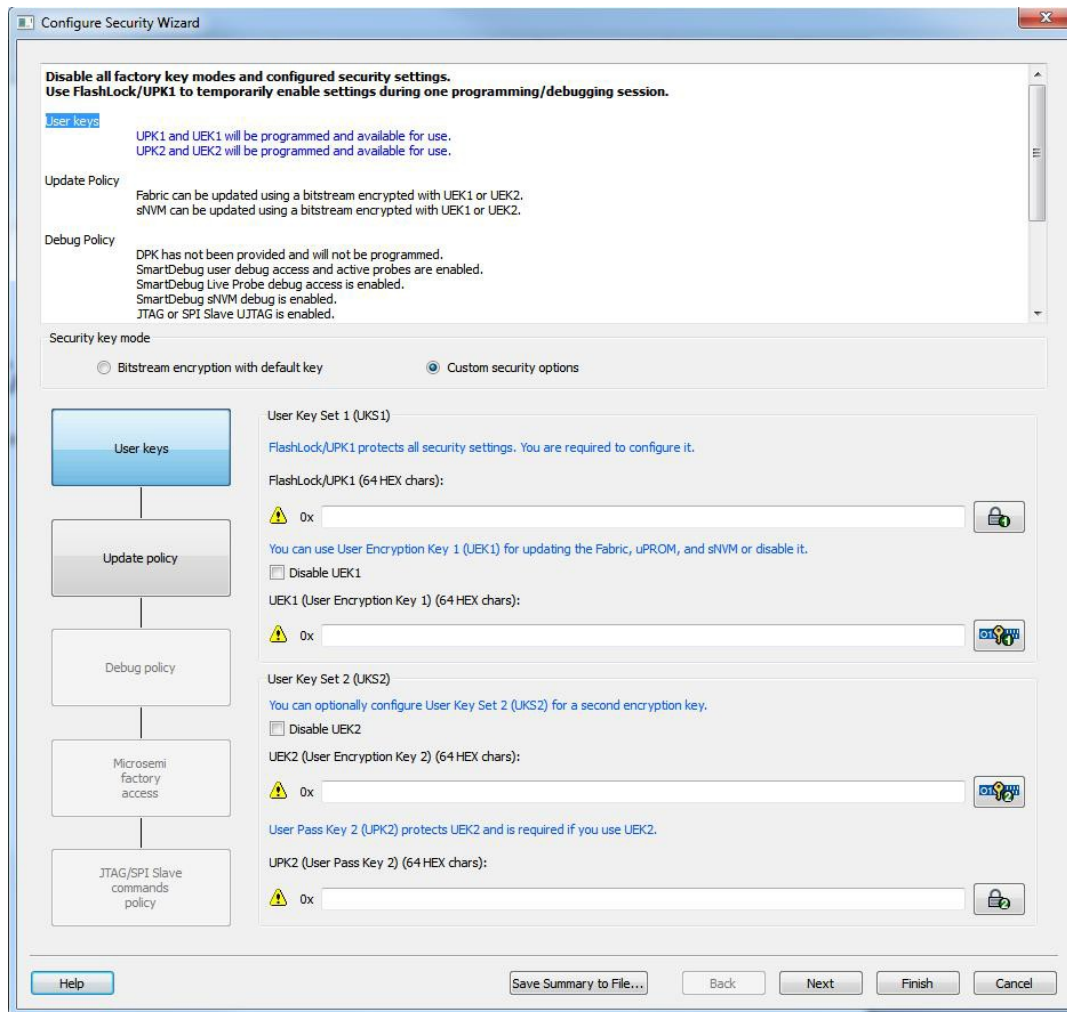 Configure Security Wizard
Disable all factory key modes and configured security settings.
Use FlashLock/UPK1 to temporarily enable settings during one programming/debugging session.
User keys
UPK1 and UEK1 will be programmed and available for use.
UPK2 and UEK2 will be programmed and available for use.
Update Policy
Fabric can be updated using a bitstream encrypted with UEK1 or UEK2.
sNVM can be updated using a bitstream encrypted with UEK1 or UEK2.
Debug Policy
DPK has not been provided and will not be programmed.
SmartDebug user debug access and active probes are enabled.
SmartDebug Live Probe debug access is enabled.
SmartDebug sNVM debug is enabled.
JTAG or SPI Slave UJTAG is enabled.
Security key mode
Bitstream encryption with default key
Custom security options
User keys
Update policy
Debug policy
Microsemi
factory
access
JTAG/SPI Slave
commands
policy
User Key Set 1 (UKS1)
FlashLock/UPK1 protects all security settings. You are required to configure it.
FlashLock/UPK1 (64 HEX chars):
0x
1
You can use User Encryption Key 1 (UEK1) for updating the Fabric, uPROM, and sNVM or disable it.
Disable UEK1
UEK1 (User Encryption Key 1) (64 HEX chars):
0x
1
User Key Set 2 (UKS2)
You can optionally configure User Key Set 2 (UKS2) for a second encryption key.
Disable UEK2
UEK2 (User Encryption Key 2) (64 HEX chars):
0x
2
User Pass Key 2 (UPK2) protects UEK2 and is required if you use UEK2.
UPK2 (User Pass Key 2) (64 HEX chars):
0x
2
Help
Save Summary to File...
Back
Next
Finish
Cancel